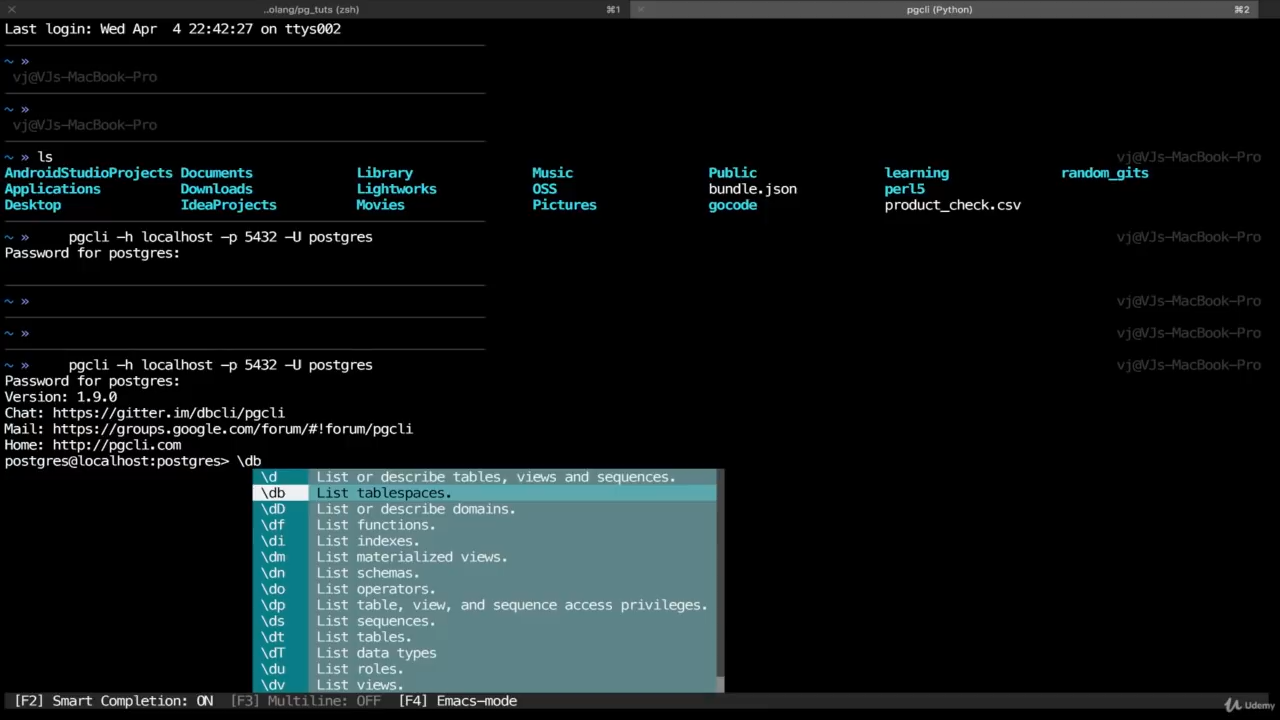 ..olang/pg_tuts (zsh) ⌘1 pgcli (Python) ⌘2
Last login: Wed Apr  4 22:42:27 on ttys002
~ »
vj@VJs-MacBook-Pro
~ »
vj@VJs-MacBook-Pro
~ » ls vj@VJs-MacBook-Pro
AndroidStudioProjects Documents Library Music Public learning random_gits
Applications Downloads Lightworks OSS bundle.json perl5
Desktop IdeaProjects Movies Pictures gocode product_check.csv
~ » pgcli -h localhost -p 5432 -U postgres vj@VJs-MacBook-Pro
Password for postgres:
~ » vj@VJs-MacBook-Pro
~ » vj@VJs-MacBook-Pro
~ » pgcli -h localhost -p 5432 -U postgres vj@VJs-MacBook-Pro
Password for postgres:
Version: 1.9.0
Chat: https://gitter.im/dbcli/pgcli
Mail: https://groups.google.com/forum/#!forum/pgcli
Home: http://pgcli.com
postgres@localhost:postgres> \db
\d List or describe tables, views and sequences.
\db List tablespaces.
\dD List or describe domains.
\df List functions.
\di List indexes.
\dm List materialized views.
\dn List schemas.
\do List operators.
\dp List table, view, and sequence access privileges.
\ds List sequences.
\dt List tables.
\dT List data types
\du List roles.
\dv List views.
[F2] Smart Completion: ON [F3] Multiline: OFF [F4] Emacs-mode
Udemy